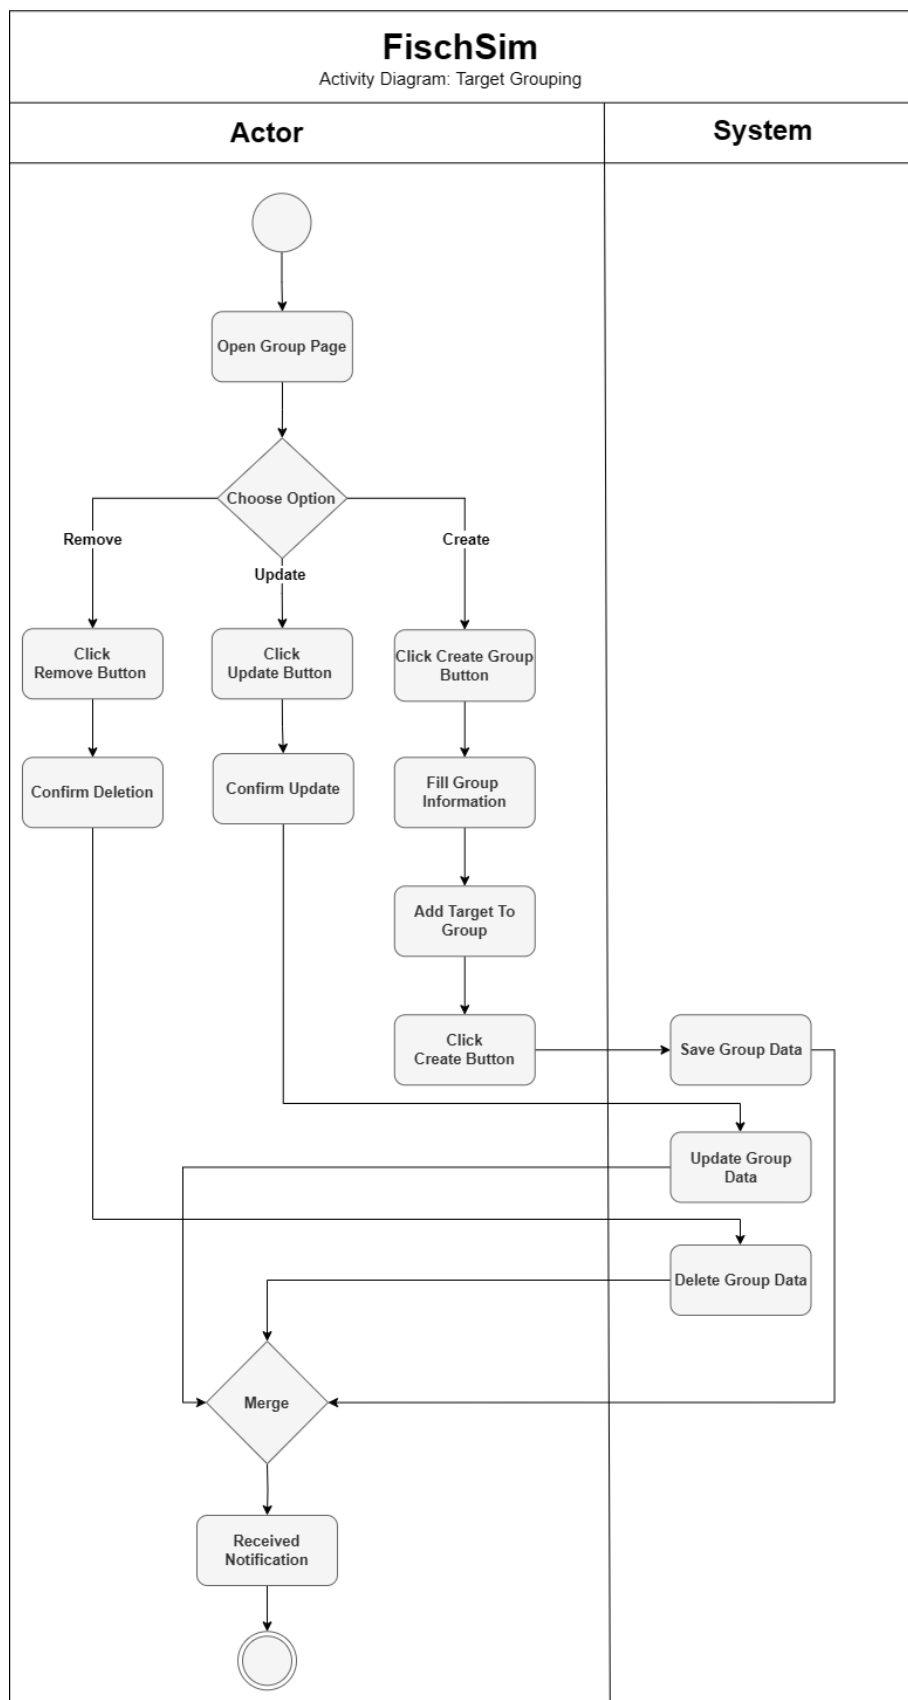 FischSim
Activity Diagram: Target Grouping
Actor
System
Open Group Page
Choose Option
Remove
Update
Create
Click
Remove Button
Click
Update Button
Click Create Group
Button
Confirm Deletion
Confirm Update
Fill Group
Information
Add Target To
Group
Click
Create Button
Save Group Data
Update Group
Data
Delete Group Data
Merge
Received
Notification